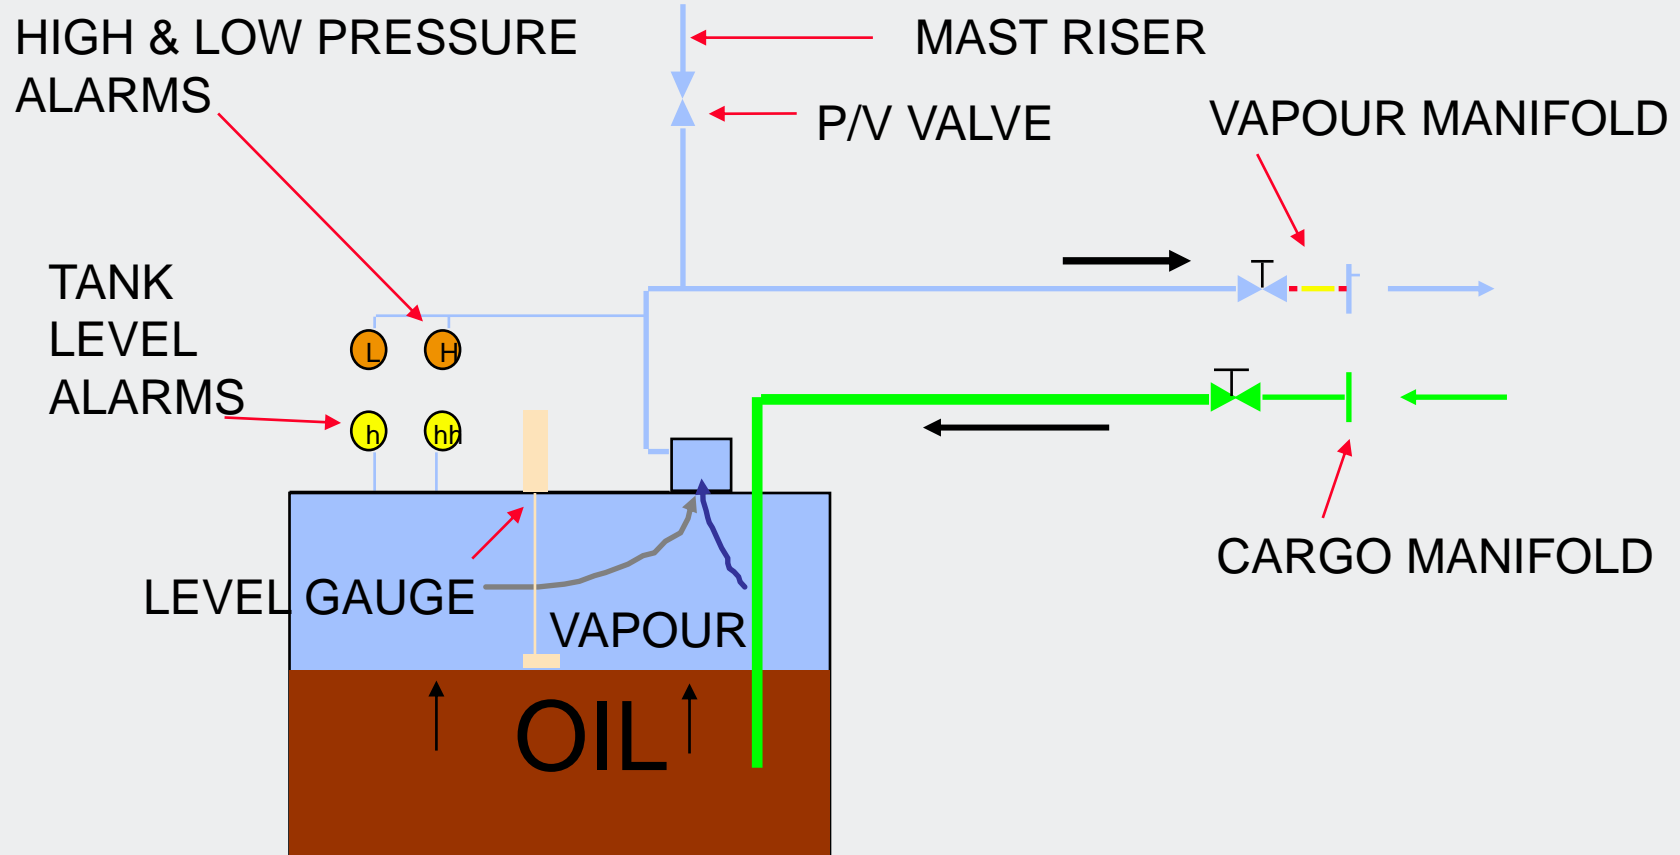 HIGH & LOW PRESSURE
ALARMS
MAST RISER
P/V VALVE
VAPOUR MANIFOLD
TANK
LEVEL
ALARMS
L
H
h
hh
LEVEL GAUGE
VAPOUR
CARGO MANIFOLD
OIL